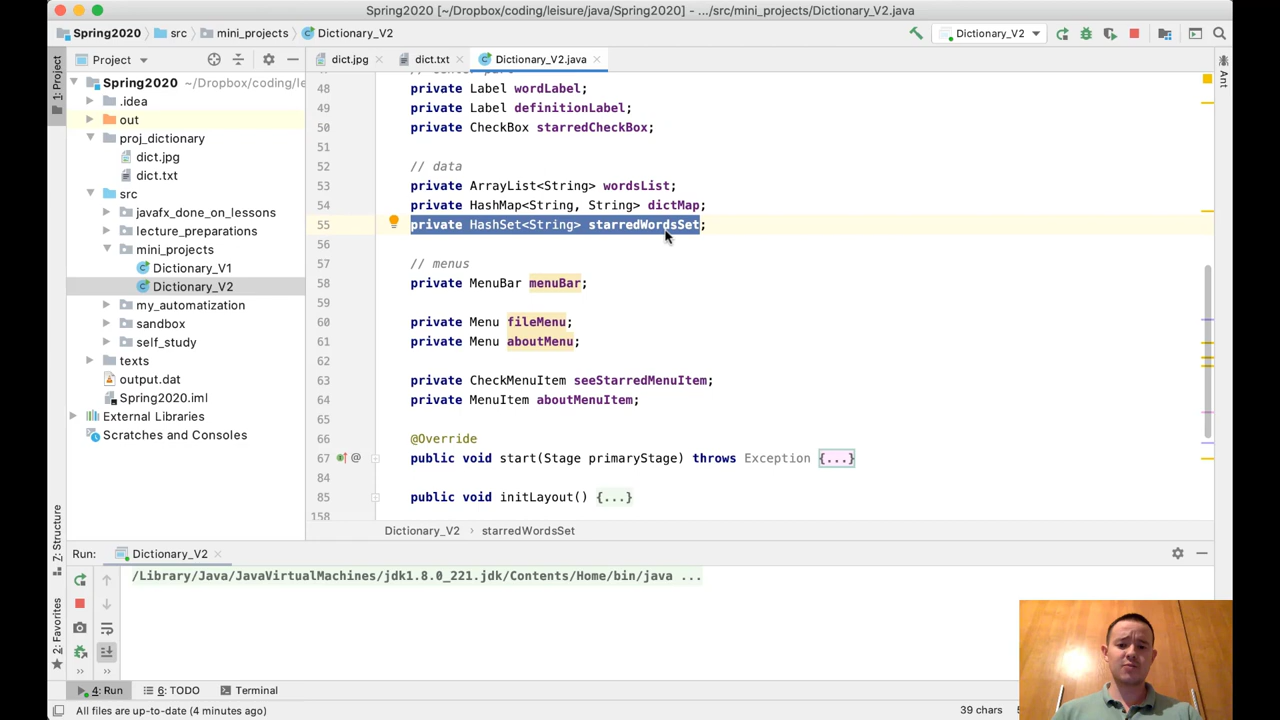 Spring2020 [~/Dropbox/coding/leisure/java/Spring2020] - .../src/mini_projects/Dictionary_V2.java
Spring2020 src mini_projects Dictionary_V2
Dictionary_V2
1: Project
Project
dict.jpg
dict.txt
Dictionary_V2.java
Ant
Spring2020 ~/Dropbox/coding/le
.idea
out
proj_dictionary
dict.jpg
dict.txt
src
javafx_done_on_lessons
lecture_preparations
mini_projects
Dictionary_V1
Dictionary_V2
my_automatization
sandbox
self_study
texts
output.dat
Spring2020.iml
External Libraries
Scratches and Consoles
48 private Label wordLabel;
49 private Label definitionLabel;
50 private CheckBox starredCheckBox;
51
52 // data
53 private ArrayList<String> wordsList;
54 private HashMap<String, String> dictMap;
55 private HashSet<String> starredWordsSet;
56
57 // menus
58 private MenuBar menuBar;
59
60 private Menu fileMenu;
61 private Menu aboutMenu;
62
63 private CheckMenuItem seeStarredMenuItem;
64 private MenuItem aboutMenuItem;
65
66 @Override
67 public void start(Stage primaryStage) throws Exception {...}
84
85 public void initLayout() {...}
158
Dictionary_V2 › starredWordsSet
7: Structure
2: Favorites
Run: Dictionary_V2
/Library/Java/JavaVirtualMachines/jdk1.8.0_221.jdk/Contents/Home/bin/java ...
4: Run
6: TODO
Terminal
All files are up-to-date (4 minutes ago)
39 chars